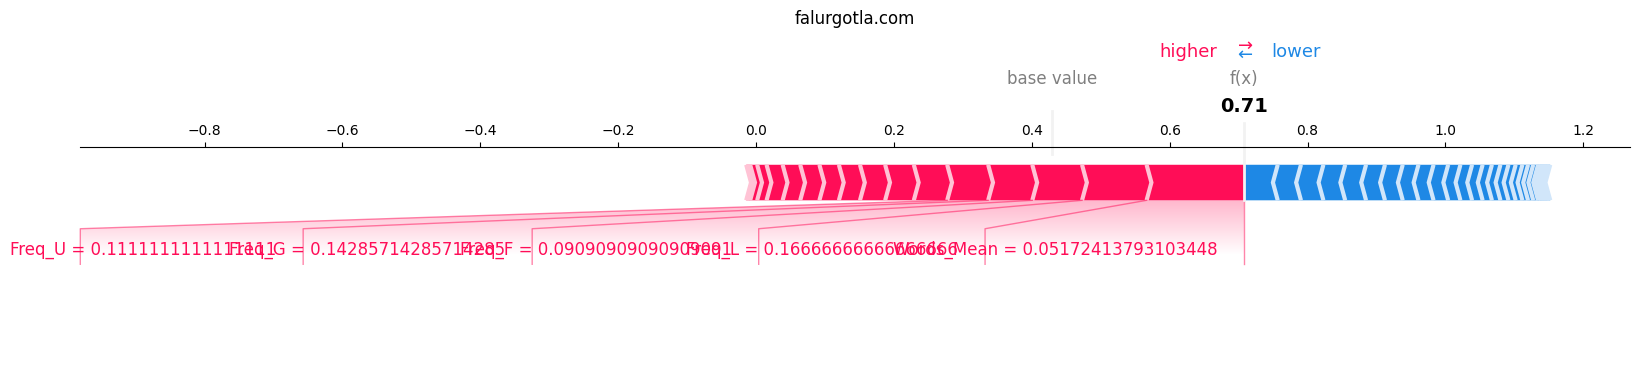 falurgotla.com
higher → ← lower
base value f(x)
0.71
−0.8 −0.6 −0.4 −0.2 0.0 0.2 0.4 0.6 0.8 1.0 1.2
Freq_U = 0.1111111111111111 Freq_G = 0.14285714285714285 Freq_F = 0.09090909090909091 Freq_L = 0.16666666666666666 Words_Mean = 0.05172413793103448